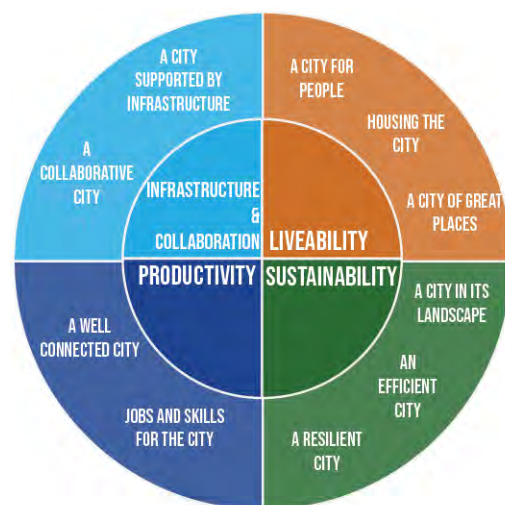 A CITY
SUPPORTED BY
INFRASTRUCTURE
A
COLLABORATIVE
CITY
INFRASTRUCTURE
&
COLLABORATION
A CITY FOR
PEOPLE
HOUSING THE
CITY
A CITY OF GREAT
PLACES
LIVEABILITY
PRODUCTIVITY
A WELL
CONNECTED CITY
JOBS AND SKILLS
FOR THE CITY
SUSTAINABILITY
A CITY IN ITS
LANDSCAPE
AN
EFFICIENT
CITY
A RESILIENT
CITY